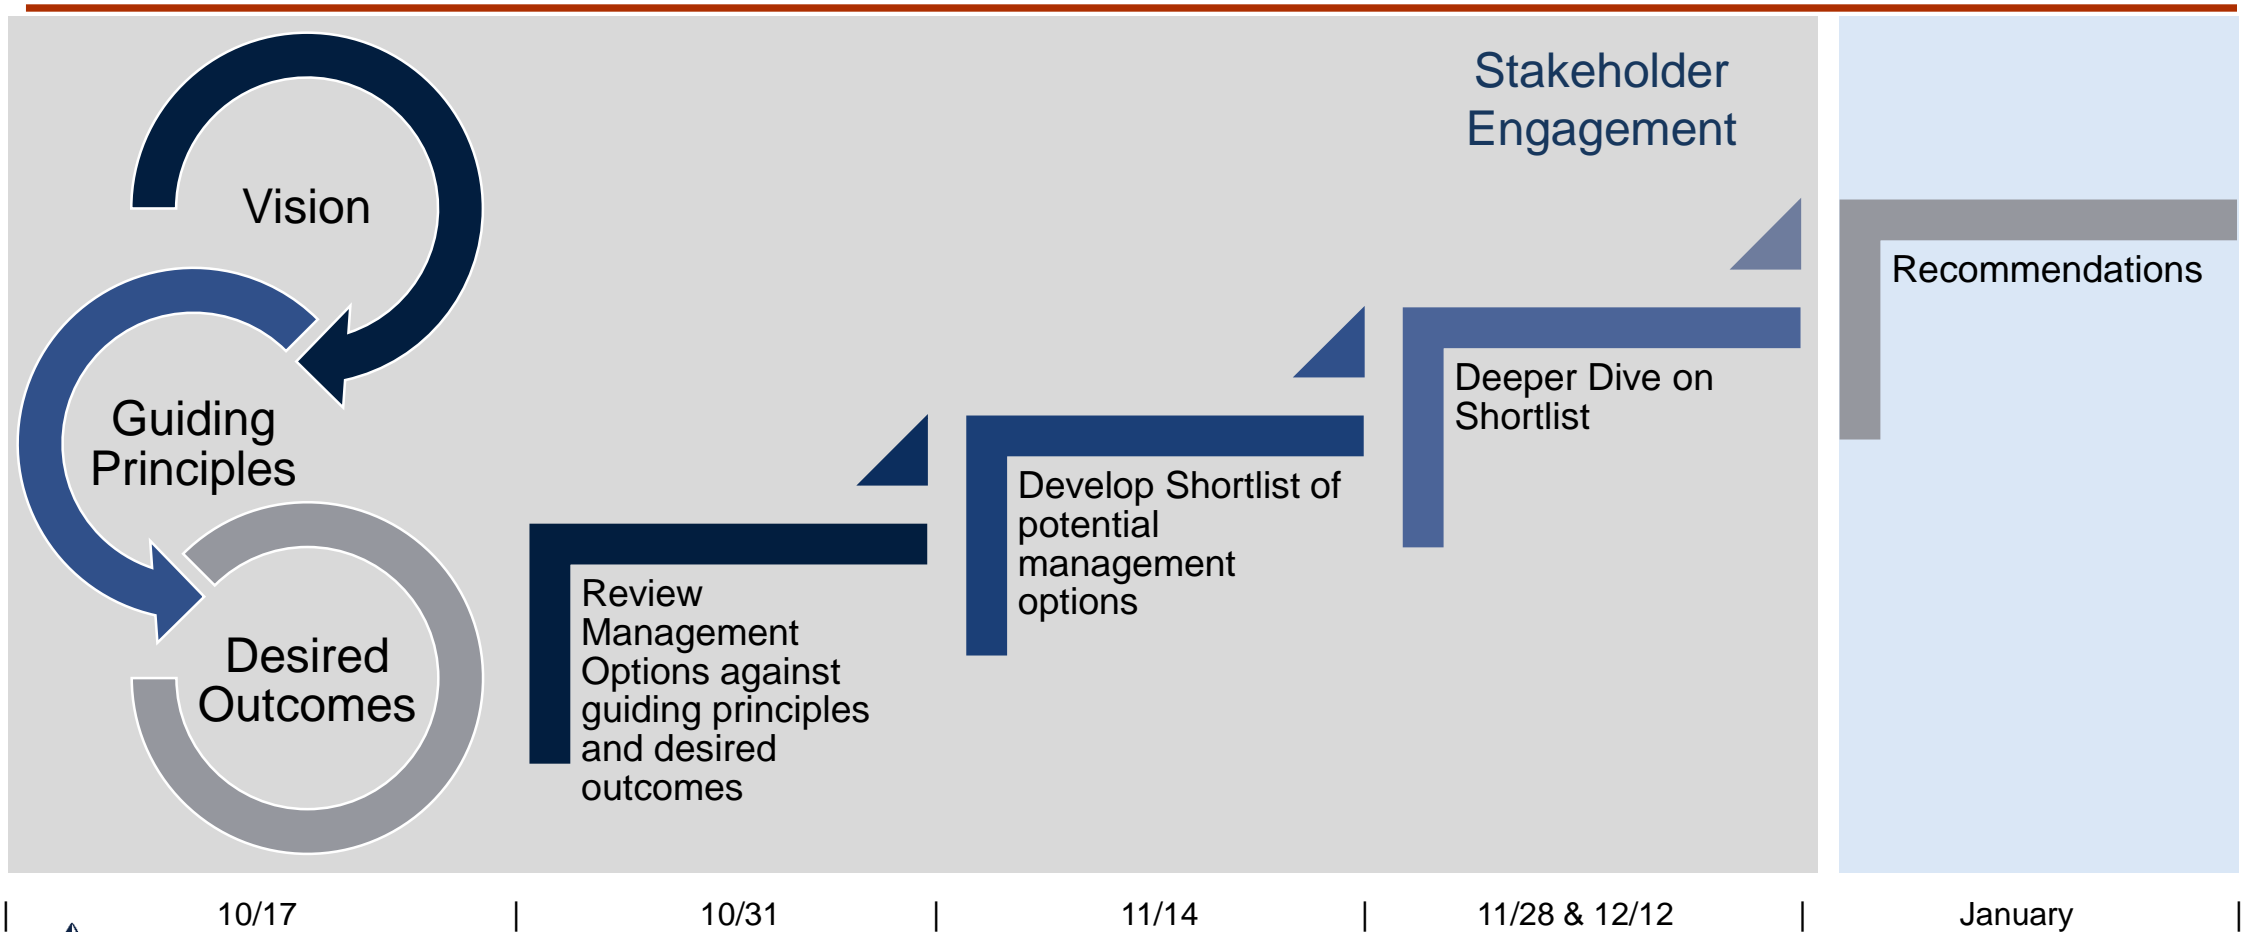 Stakeholder
Engagement
Vision
Guiding
Principles
Desired
Outcomes
Review
Management
Options against
guiding principles
and desired
outcomes
Develop Shortlist of
potential
management
options
Deeper Dive on
Shortlist
Recommendations
| 10/17 | 10/31 | 11/14 | 11/28 & 12/12 | January |